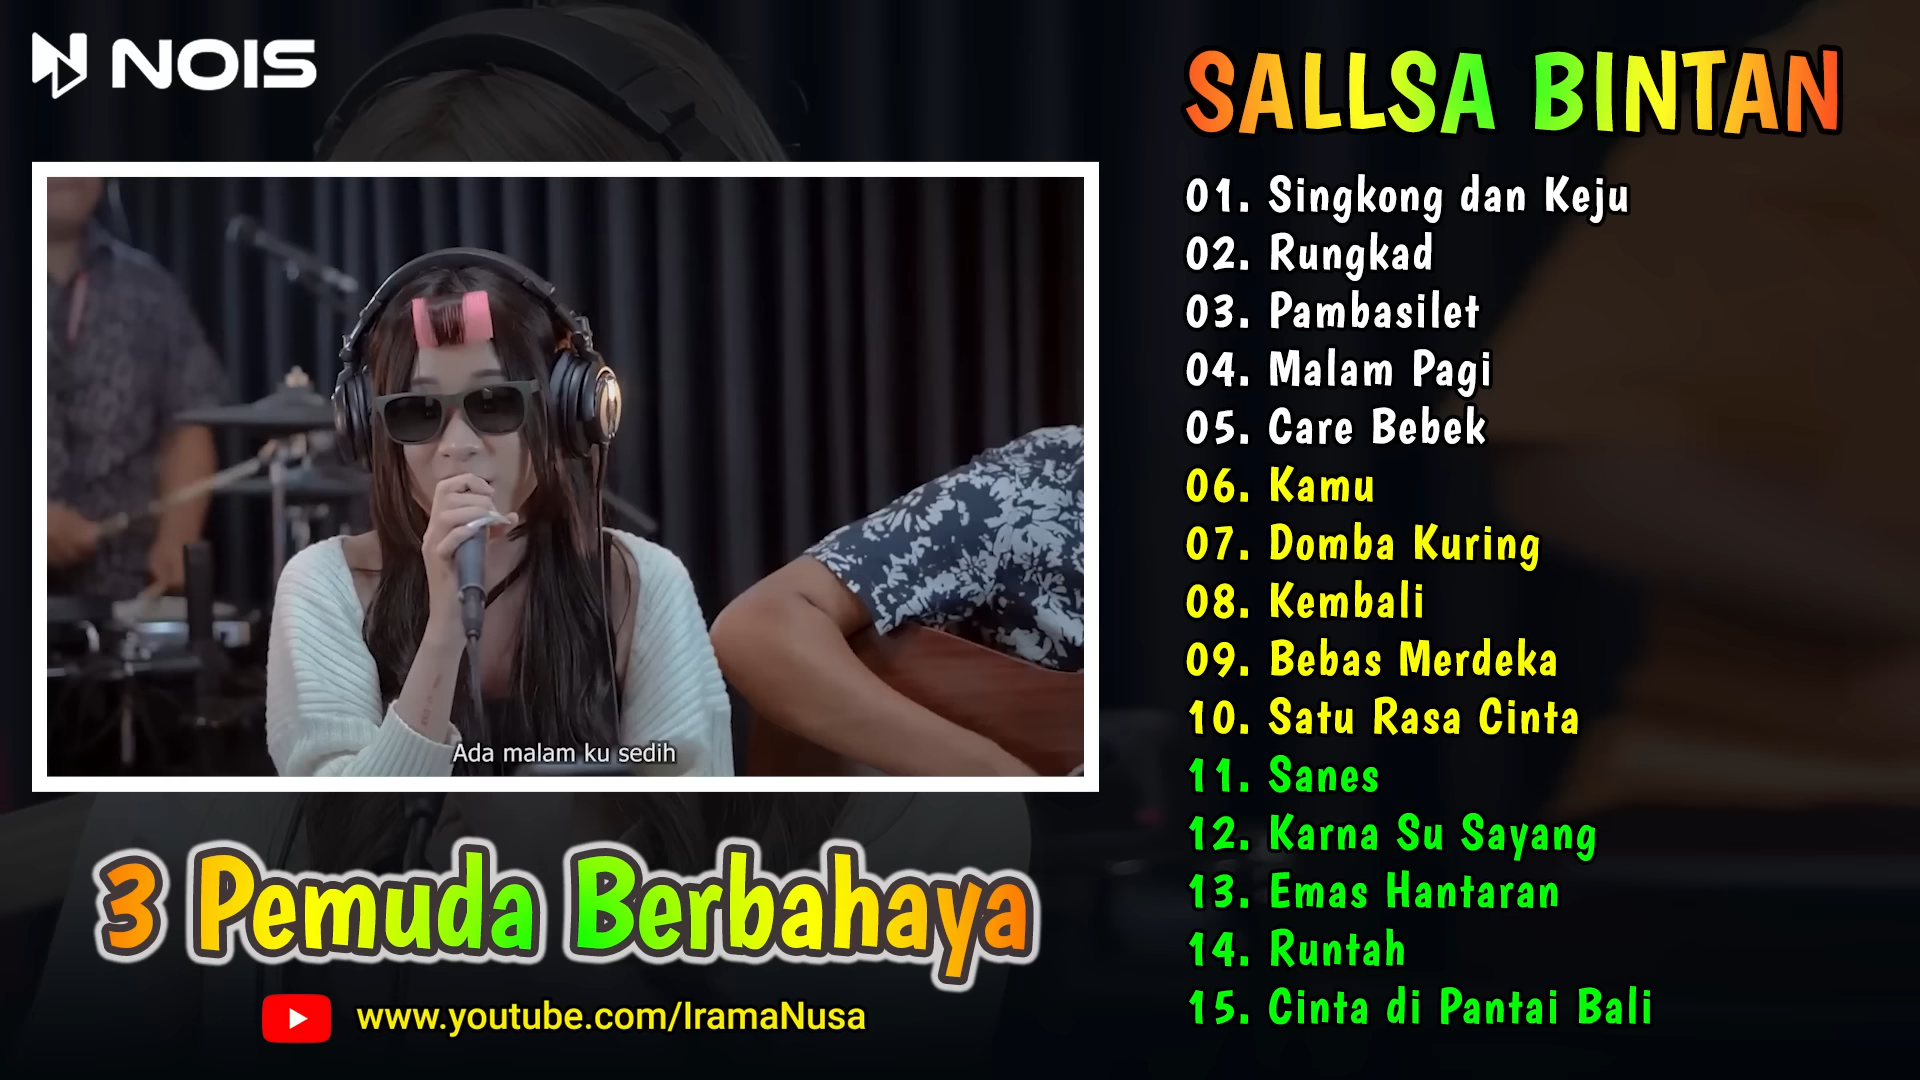 NOIS
SALLSA BINTAN
01. Singkong dan Keju
02. Rungkad
03. Pambasilet
04. Malam Pagi
05. Care Bebek
06. Kamu
07. Domba Kuring
08. Kembali
09. Bebas Merdeka
10. Satu Rasa Cinta
11. Sanes
12. Karna Su Sayang
13. Emas Hantaran
14. Runtah
15. Cinta di Pantai Bali
Ada malam ku sedih
3 Pemuda Berbahaya
www.youtube.com/IramaNusa